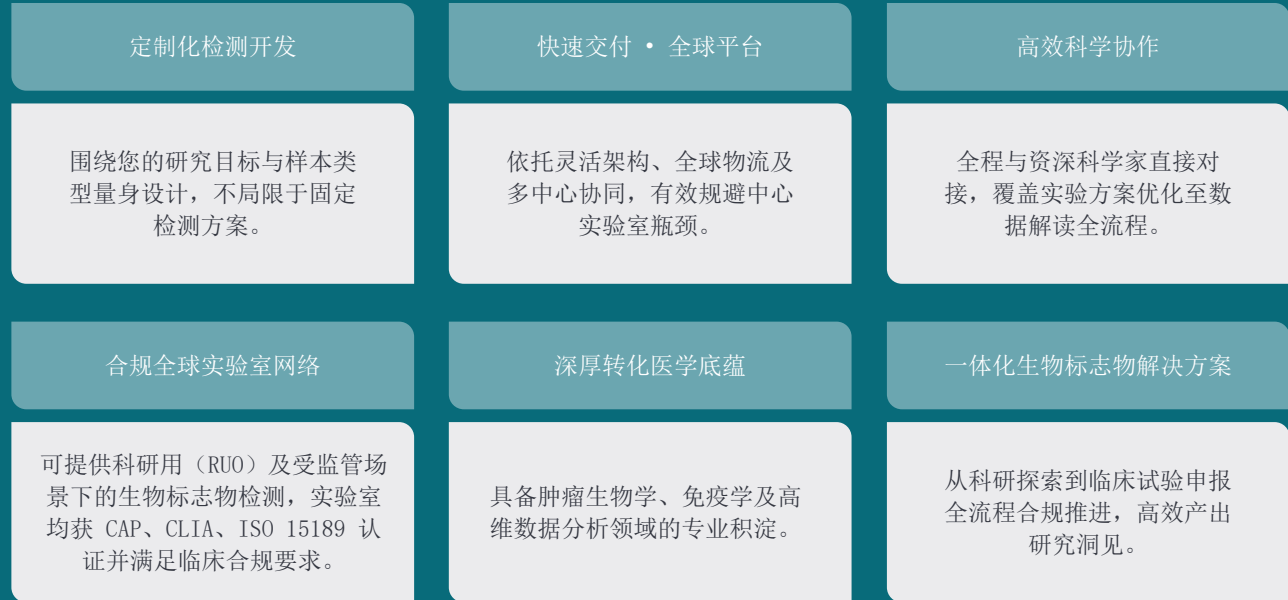 定制化检测开发
围绕您的研究目标与样本类
型量身设计，不局限于固定
检测方案。
快速交付 • 全球平台
依托灵活架构、全球物流及
多中心协同，有效规避中心
实验室瓶颈。
高效科学协作
全程与资深科学家直接对
接，覆盖实验方案优化至数
据解读全流程。
合规全球实验室网络
可提供科研用（RUO）及受监管场
景下的生物标志物检测，实验室
均获 CAP、CLIA、ISO 15189 认
证并满足临床合规要求。
深厚转化医学底蕴
具备肿瘤生物学、免疫学及高
维数据分析领域的专业积淀。
一体化生物标志物解决方案
从科研探索到临床试验申报
全流程合规推进，高效产出
研究洞见。